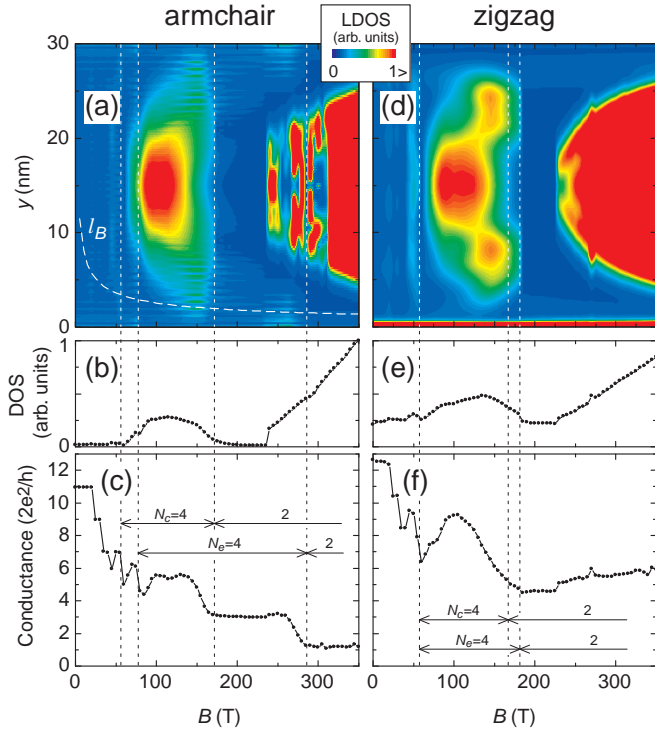 armchair
zigzag
LDOS
(arb. units)
0
1>
30
20
10
0
y (nm)
(a)
(d)
l_B
1
0
DOS
(arb. units)
(b)
(e)
12
10
8
6
4
2
0
Conductance (2e2/h)
(c)
(f)
N_c=4
2
N_e=4
2
N_c=4
2
N_e=4
2
0
100
200
300
0
100
200
300
B (T)
B (T)